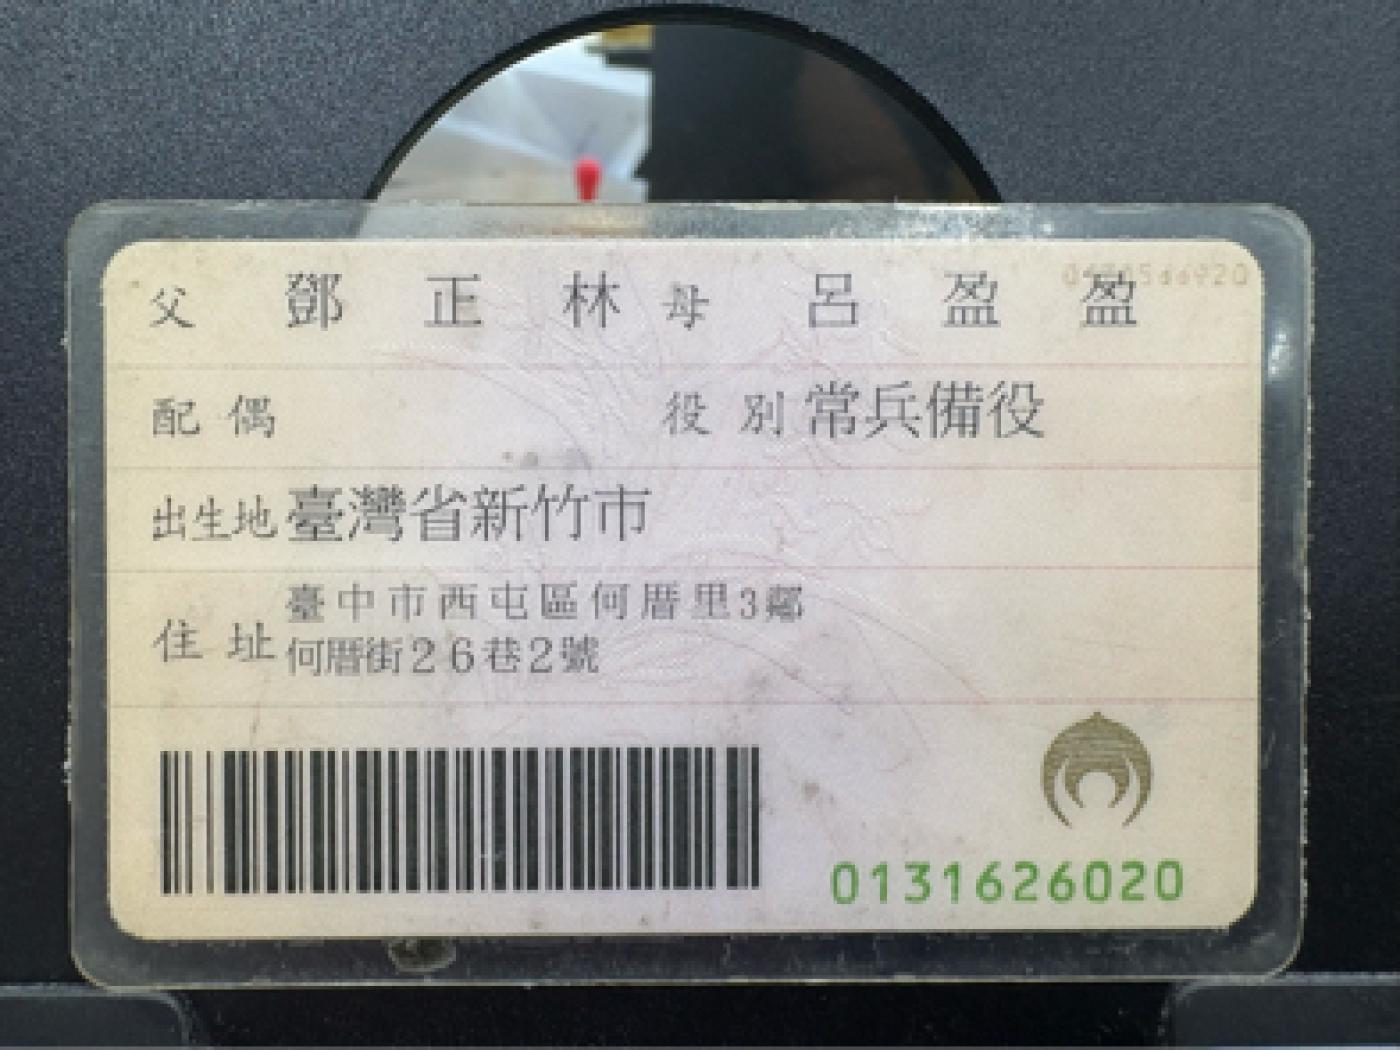 父 鄧正林 母 呂盈盈
配偶 役別 常兵備役
出生地 臺灣省新竹市
住址 臺中市西屯區何厝里3鄰
何厝街26巷2號
0131626020